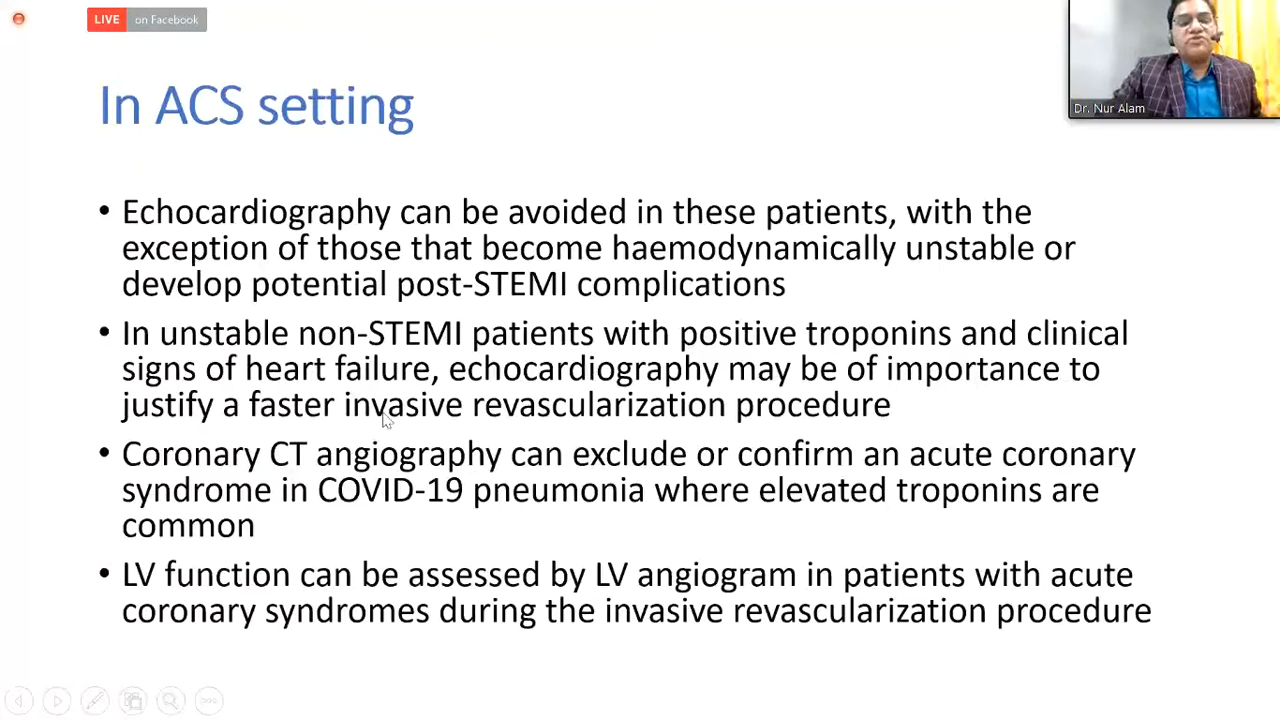 LIVE on Facebook
Dr. Nur Alam
In ACS setting
• Echocardiography can be avoided in these patients, with the
exception of those that become haemodynamically unstable or
develop potential post-STEMI complications
• In unstable non-STEMI patients with positive troponins and clinical
signs of heart failure, echocardiography may be of importance to
justify a faster invasive revascularization procedure
• Coronary CT angiography can exclude or confirm an acute coronary
syndrome in COVID-19 pneumonia where elevated troponins are
common
• LV function can be assessed by LV angiogram in patients with acute
coronary syndromes during the invasive revascularization procedure